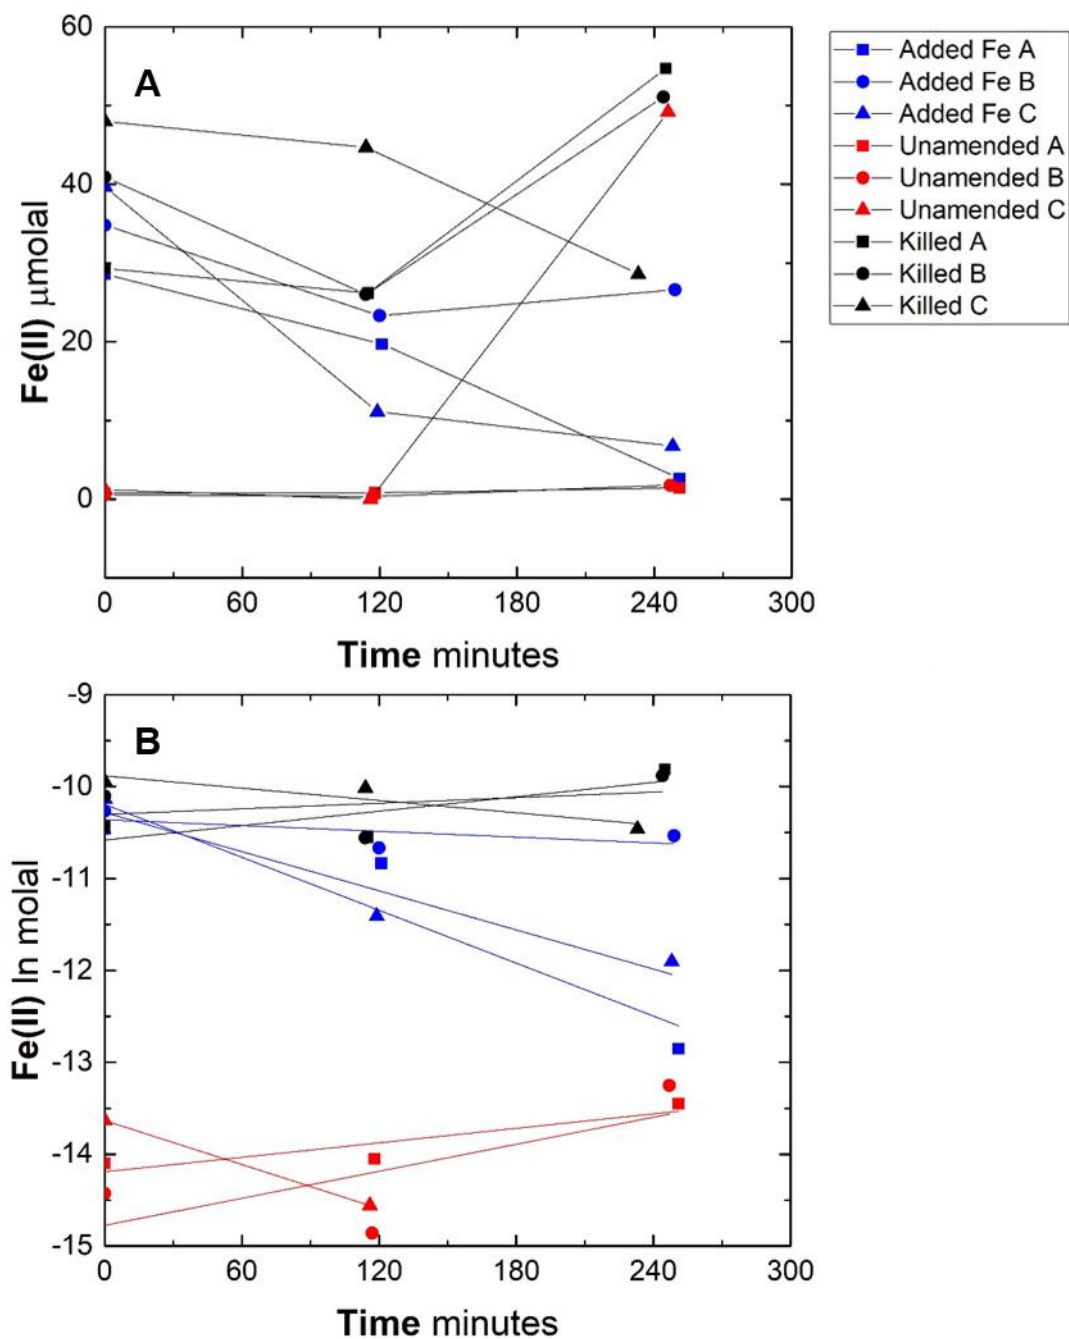 60
40
20
0
A
Fe(II) μmolal
0 60 120 180 240 300
Time minutes
Added Fe A
Added Fe B
Added Fe C
Unamended A
Unamended B
Unamended C
Killed A
Killed B
Killed C
-9
-10
-11
-12
-13
-14
-15
B
Fe(II) ln molal
0 60 120 180 240 300
Time minutes